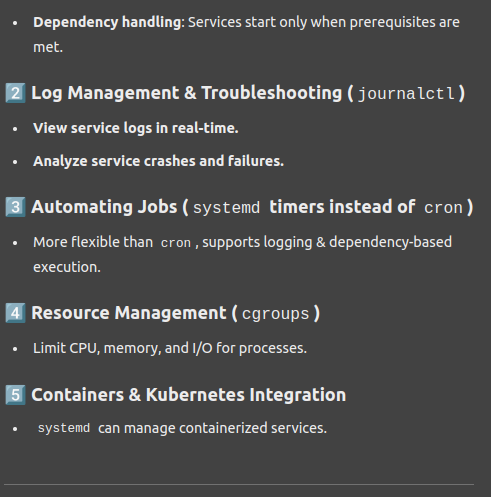 • Dependency handling: Services start only when prerequisites are
met.
2 Log Management & Troubleshooting ( journalctl )
• View service logs in real-time.
• Analyze service crashes and failures.
3 Automating Jobs ( systemd timers instead of cron )
• More flexible than cron , supports logging & dependency-based
execution.
4 Resource Management ( cgroups )
• Limit CPU, memory, and I/O for processes.
5 Containers & Kubernetes Integration
• systemd can manage containerized services.